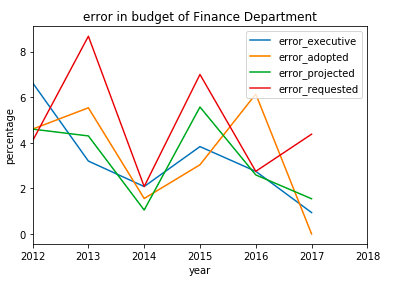 error in budget of Finance Department
error_executive
error_adopted
error_projected
error_requested
percentage
8
6
4
2
0
2012 2013 2014 2015 2016 2017 2018
year